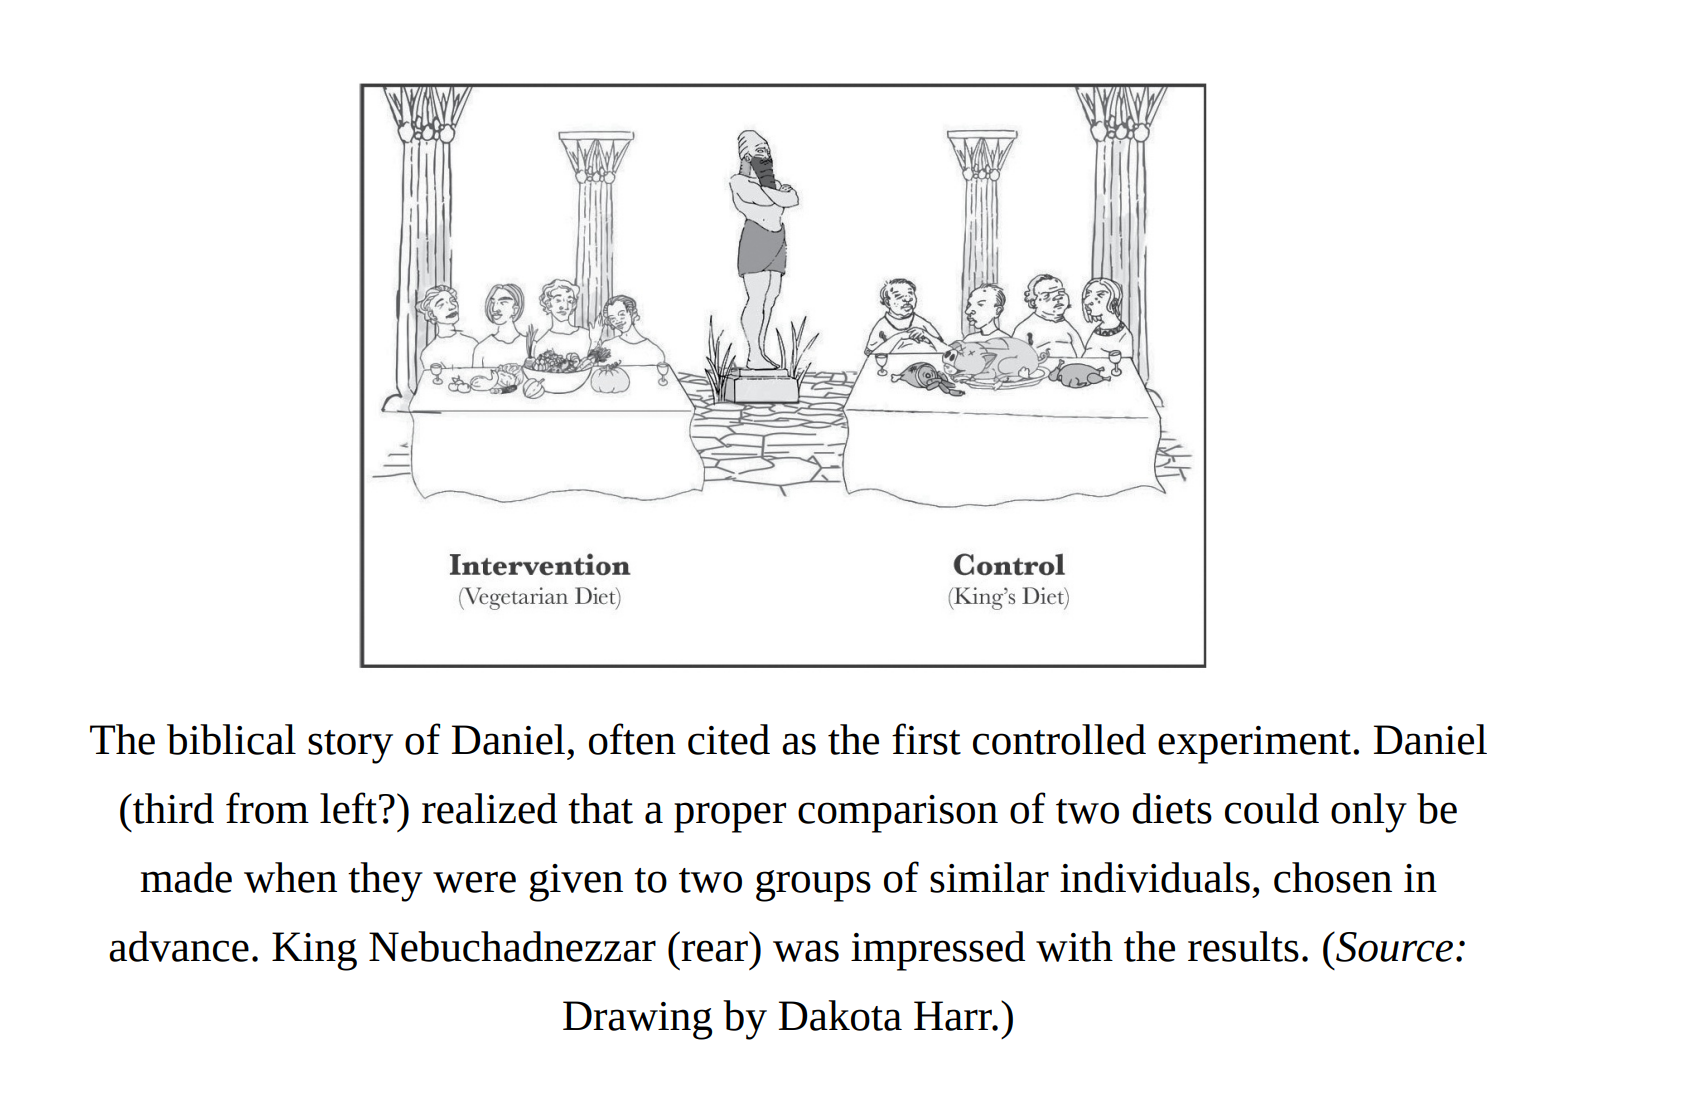 Intervention
(Vegetarian Diet)
Control
(King's Diet)
The biblical story of Daniel, often cited as the first controlled experiment. Daniel
(third from left?) realized that a proper comparison of two diets could only be
made when they were given to two groups of similar individuals, chosen in
advance. King Nebuchadnezzar (rear) was impressed with the results. (Source:
Drawing by Dakota Harr.)